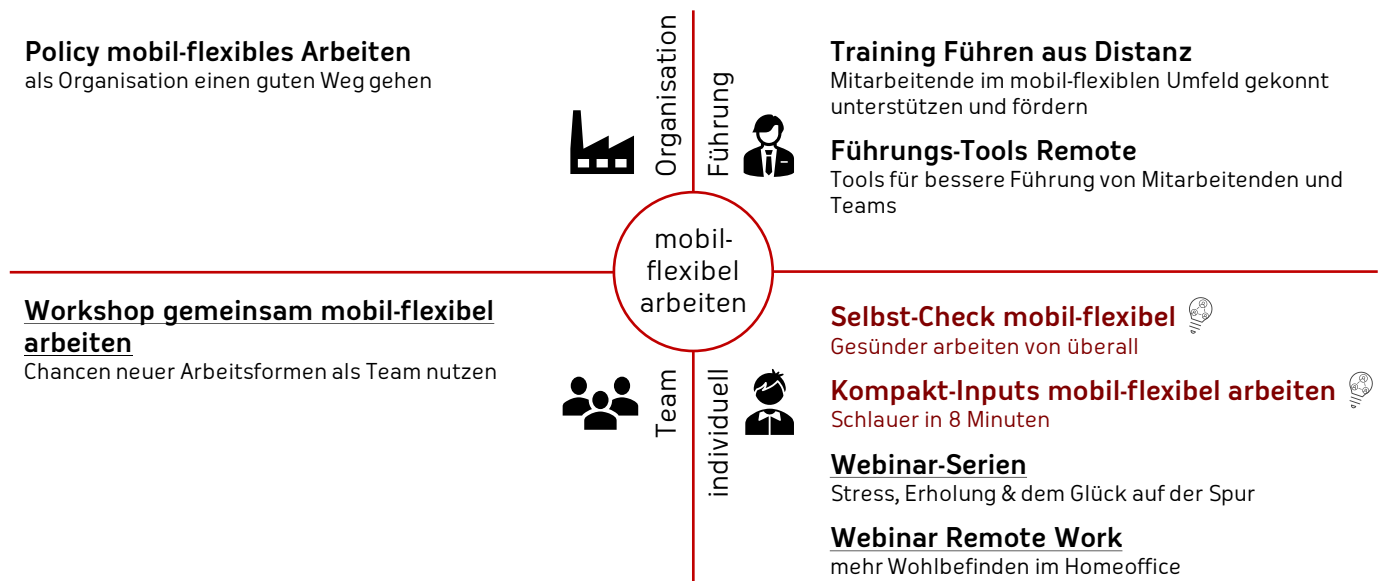 Policy mobil-flexibles Arbeiten
als Organisation einen guten Weg gehen
Organisation
Führung
Training Führen aus Distanz
Mitarbeitende im mobil-flexiblen Umfeld gekonnt
unterstützen und fördern
Führungs-Tools Remote
Tools für bessere Führung von Mitarbeitenden und
Teams
mobil-
flexibel
arbeiten
Workshop gemeinsam mobil-flexibel
arbeiten
Chancen neuer Arbeitsformen als Team nutzen
Team
individuell
Selbst-Check mobil-flexibel
Gesünder arbeiten von überall
Kompakt-Inputs mobil-flexibel arbeiten
Schlauer in 8 Minuten
Webinar-Serien
Stress, Erholung & dem Glück auf der Spur
Webinar Remote Work
mehr Wohlbefinden im Homeoffice